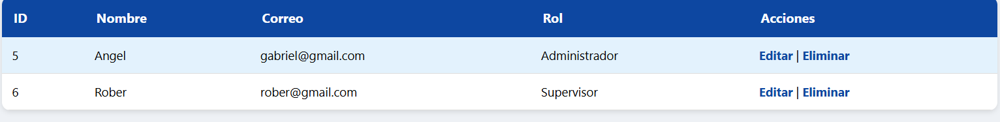 ID Nombre Correo Rol Acciones
5 Angel gabriel@gmail.com Administrador Editar | Eliminar
6 Rober rober@gmail.com Supervisor Editar | Eliminar